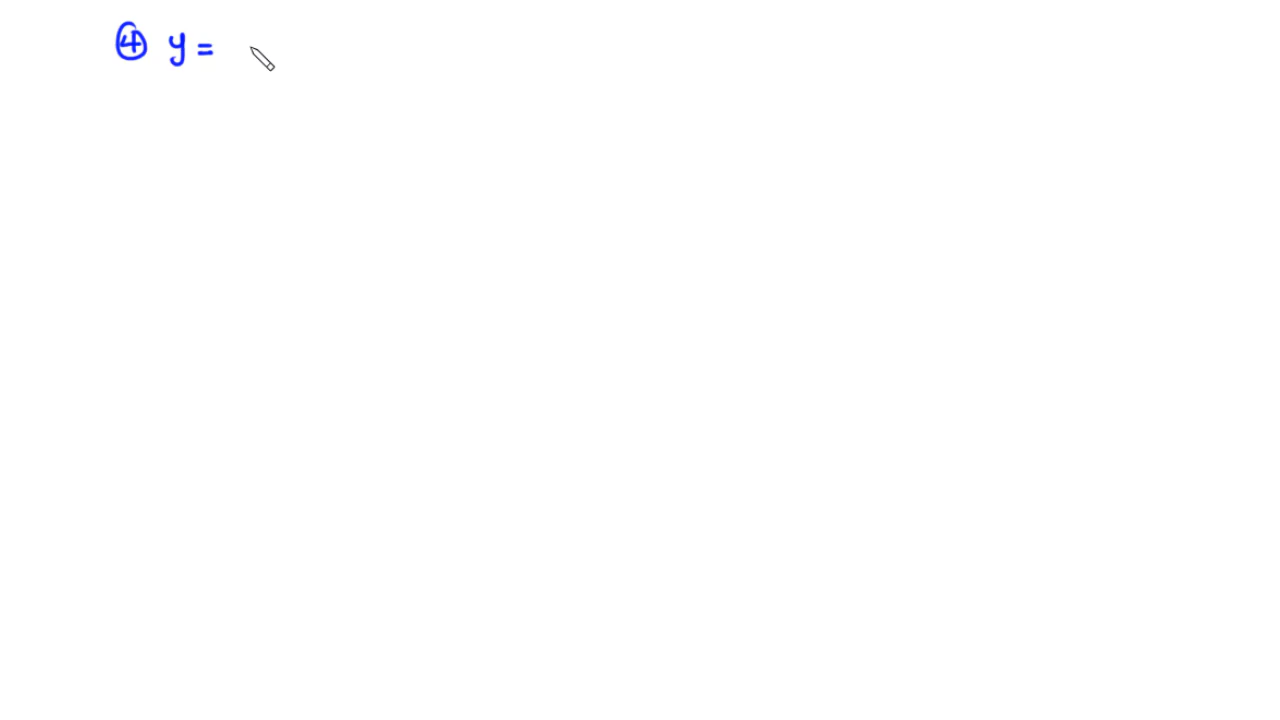 ④ y =